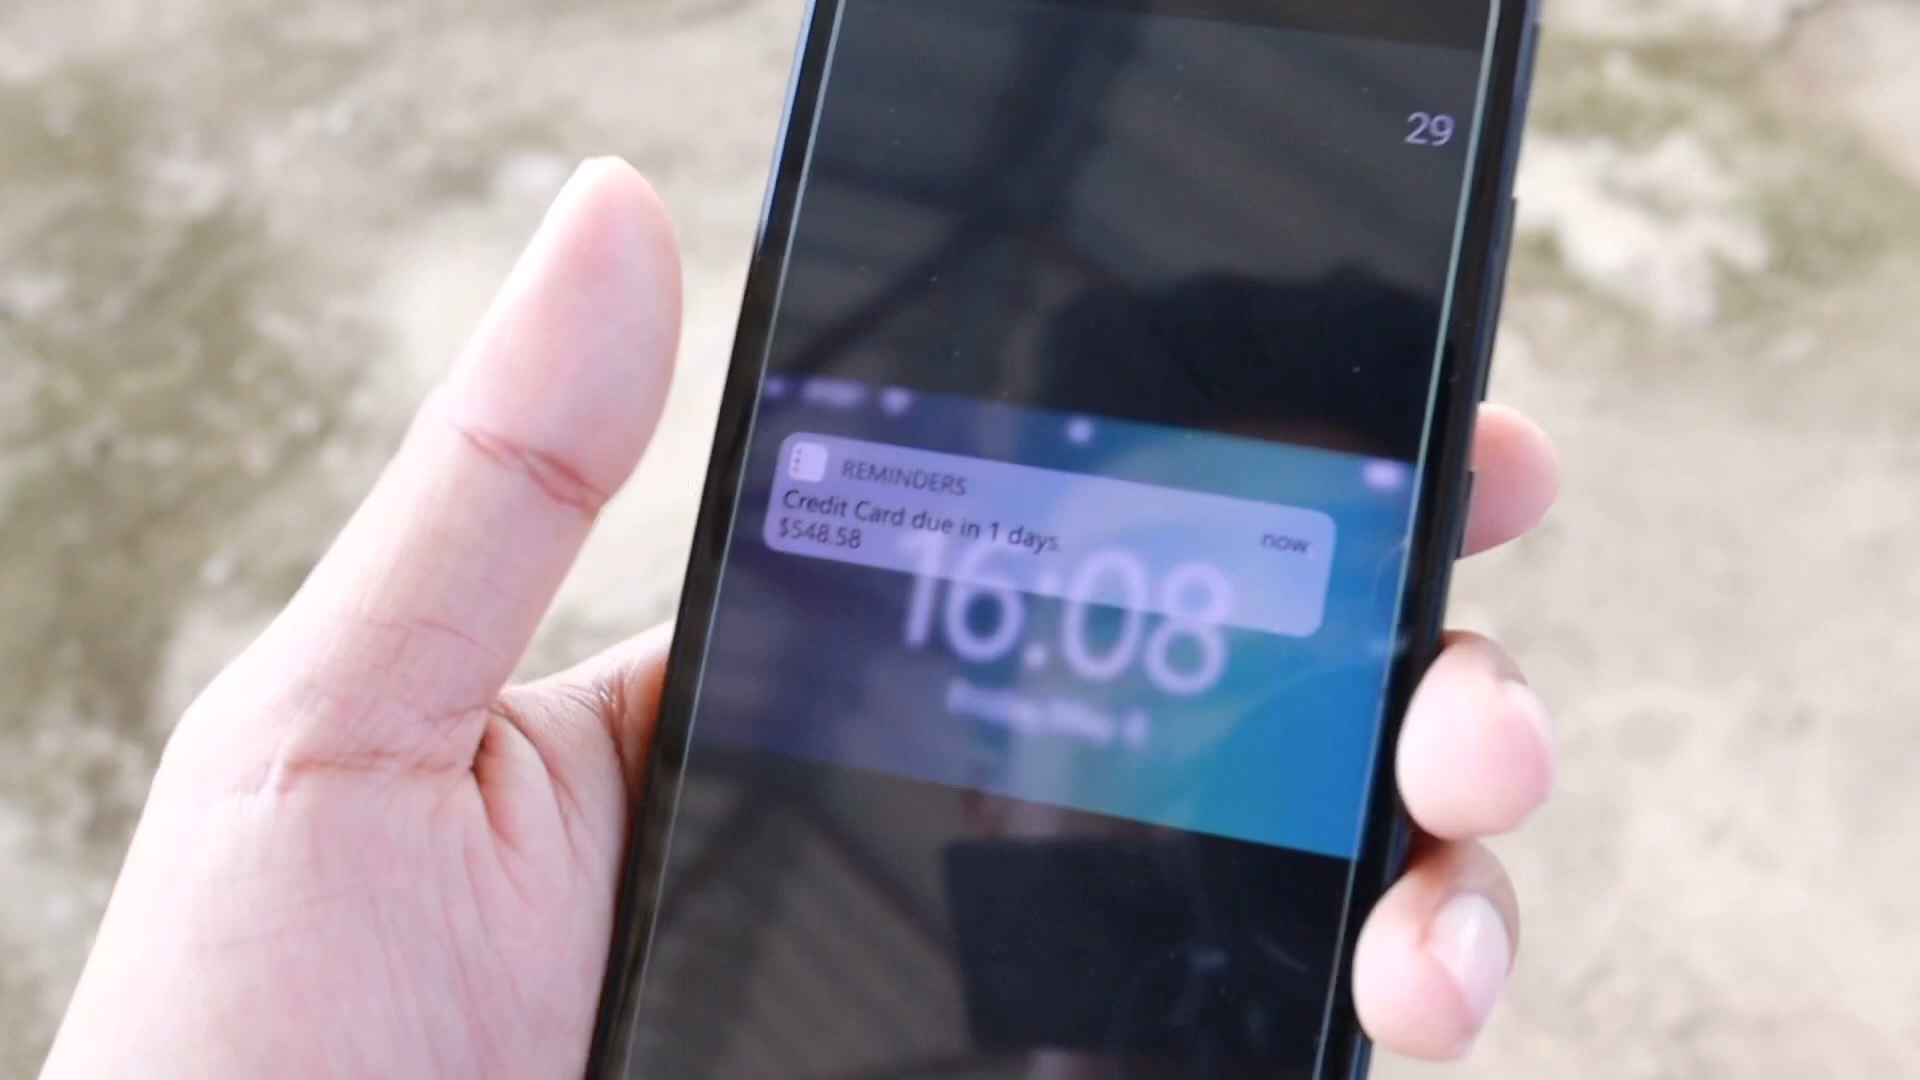 29
REMINDERS
Credit Card due in 1 days.
now
$548.58
16:08